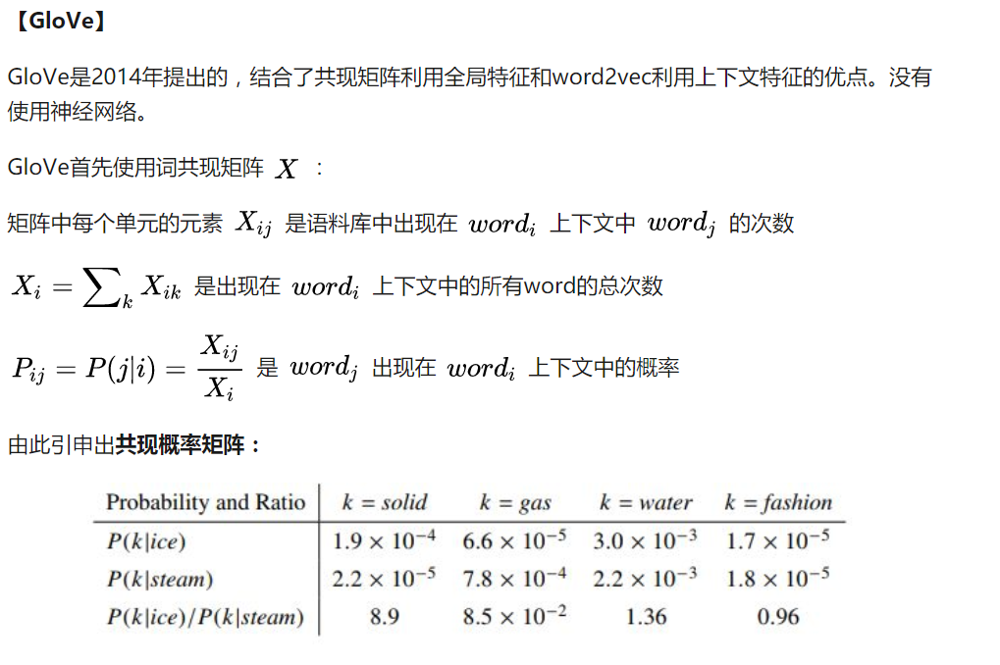 【GloVe】
GloVe是2014年提出的，结合了共现矩阵利用全局特征和word2vec利用上下文特征的优点。没有
使用神经网络。
GloVe首先使用词共现矩阵 X ：
矩阵中每个单元的元素 X_{ij} 是语料库中出现在 word_i 上下文中 word_j 的次数
X_i = \sum_k X_{ik} 是出现在 word_i 上下文中的所有word的总次数
P_{ij} = P(j|i) = \frac{X_{ij}}{X_i} 是 word_j 出现在 word_i 上下文中的概率
由此引申出共现概率矩阵：
Probability and Ratio | k = solid k = gas k = water k = fashion
P(k|ice) | 1.9 × 10^{-4} 6.6 × 10^{-5} 3.0 × 10^{-3} 1.7 × 10^{-5}
P(k|steam) | 2.2 × 10^{-5} 7.8 × 10^{-4} 2.2 × 10^{-3} 1.8 × 10^{-5}
P(k|ice)/P(k|steam) | 8.9 8.5 × 10^{-2} 1.36 0.96